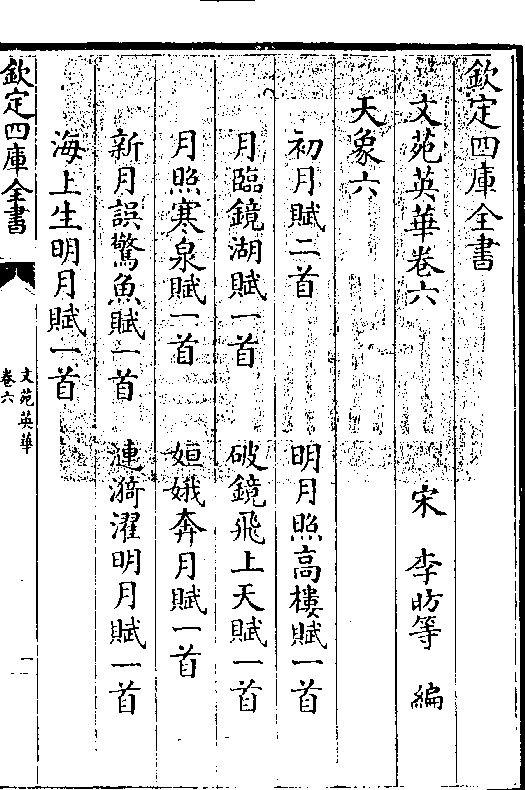 欽定四庫全書
文苑英華卷六
宋 李昉等 編
天象六
初月賦二首 明月照高樓賦一首
月臨鏡湖賦一首 破鏡飛上天賦一首
月照寒泉賦一首 姮娥奔月賦一首
新月誤驚魚賦一首 漣漪濯明月賦一首
海上生明月賦一首
欽定四庫全書
文苑英華
卷六
一